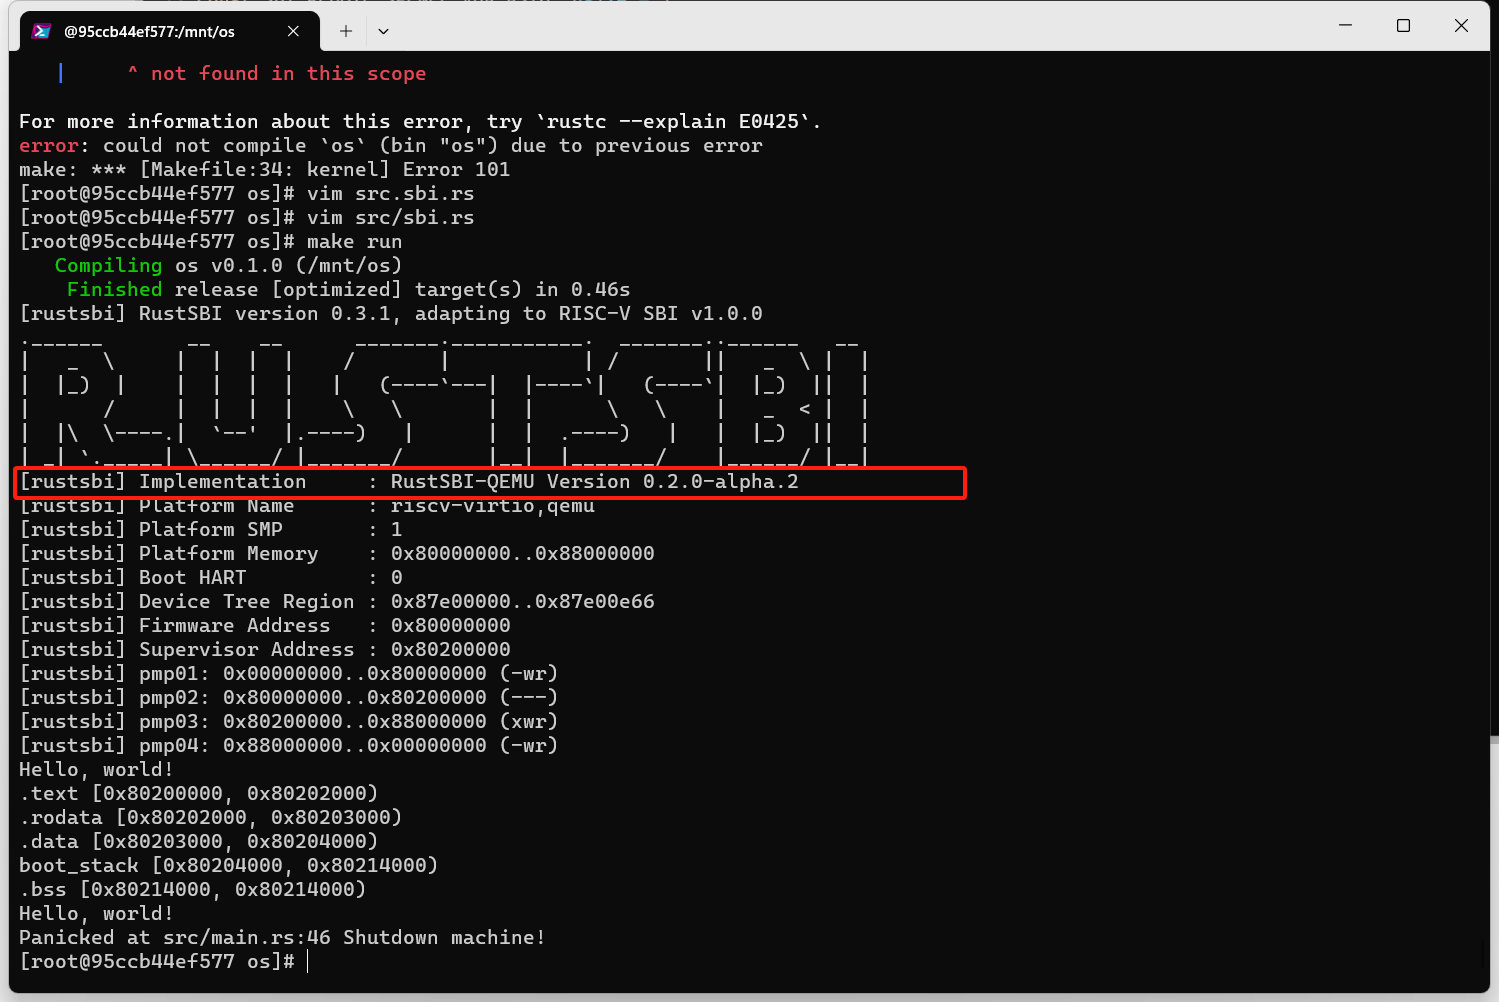 @95ccb44ef577:/mnt/os
^ not found in this scope
For more information about this error, try `rustc --explain E0425`.
error: could not compile `os` (bin "os") due to previous error
make: *** [Makefile:34: kernel] Error 101
[root@95ccb44ef577 os]# vim src.sbi.rs
[root@95ccb44ef577 os]# vim src/sbi.rs
[root@95ccb44ef577 os]# make run
Compiling os v0.1.0 (/mnt/os)
Finished release [optimized] target(s) in 0.46s
[rustsbi] RustSBI version 0.3.1, adapting to RISC-V SBI v1.0.0
RUSTSBI
[rustsbi] Implementation     : RustSBI-QEMU Version 0.2.0-alpha.2
[rustsbi] Platform Name      : riscv-virtio,qemu
[rustsbi] Platform SMP       : 1
[rustsbi] Platform Memory    : 0x80000000..0x88000000
[rustsbi] Boot HART          : 0
[rustsbi] Device Tree Region : 0x87e00000..0x87e00e66
[rustsbi] Firmware Address   : 0x80000000
[rustsbi] Supervisor Address : 0x80200000
[rustsbi] pmp01: 0x00000000..0x80000000 (-wr)
[rustsbi] pmp02: 0x80000000..0x80200000 (---)
[rustsbi] pmp03: 0x80200000..0x88000000 (xwr)
[rustsbi] pmp04: 0x88000000..0x00000000 (-wr)
Hello, world!
.text [0x80200000, 0x80202000)
.rodata [0x80202000, 0x80203000)
.data [0x80203000, 0x80204000)
boot_stack [0x80204000, 0x80214000)
.bss [0x80214000, 0x80214000)
Hello, world!
Panicked at src/main.rs:46 Shutdown machine!
[root@95ccb44ef577 os]#